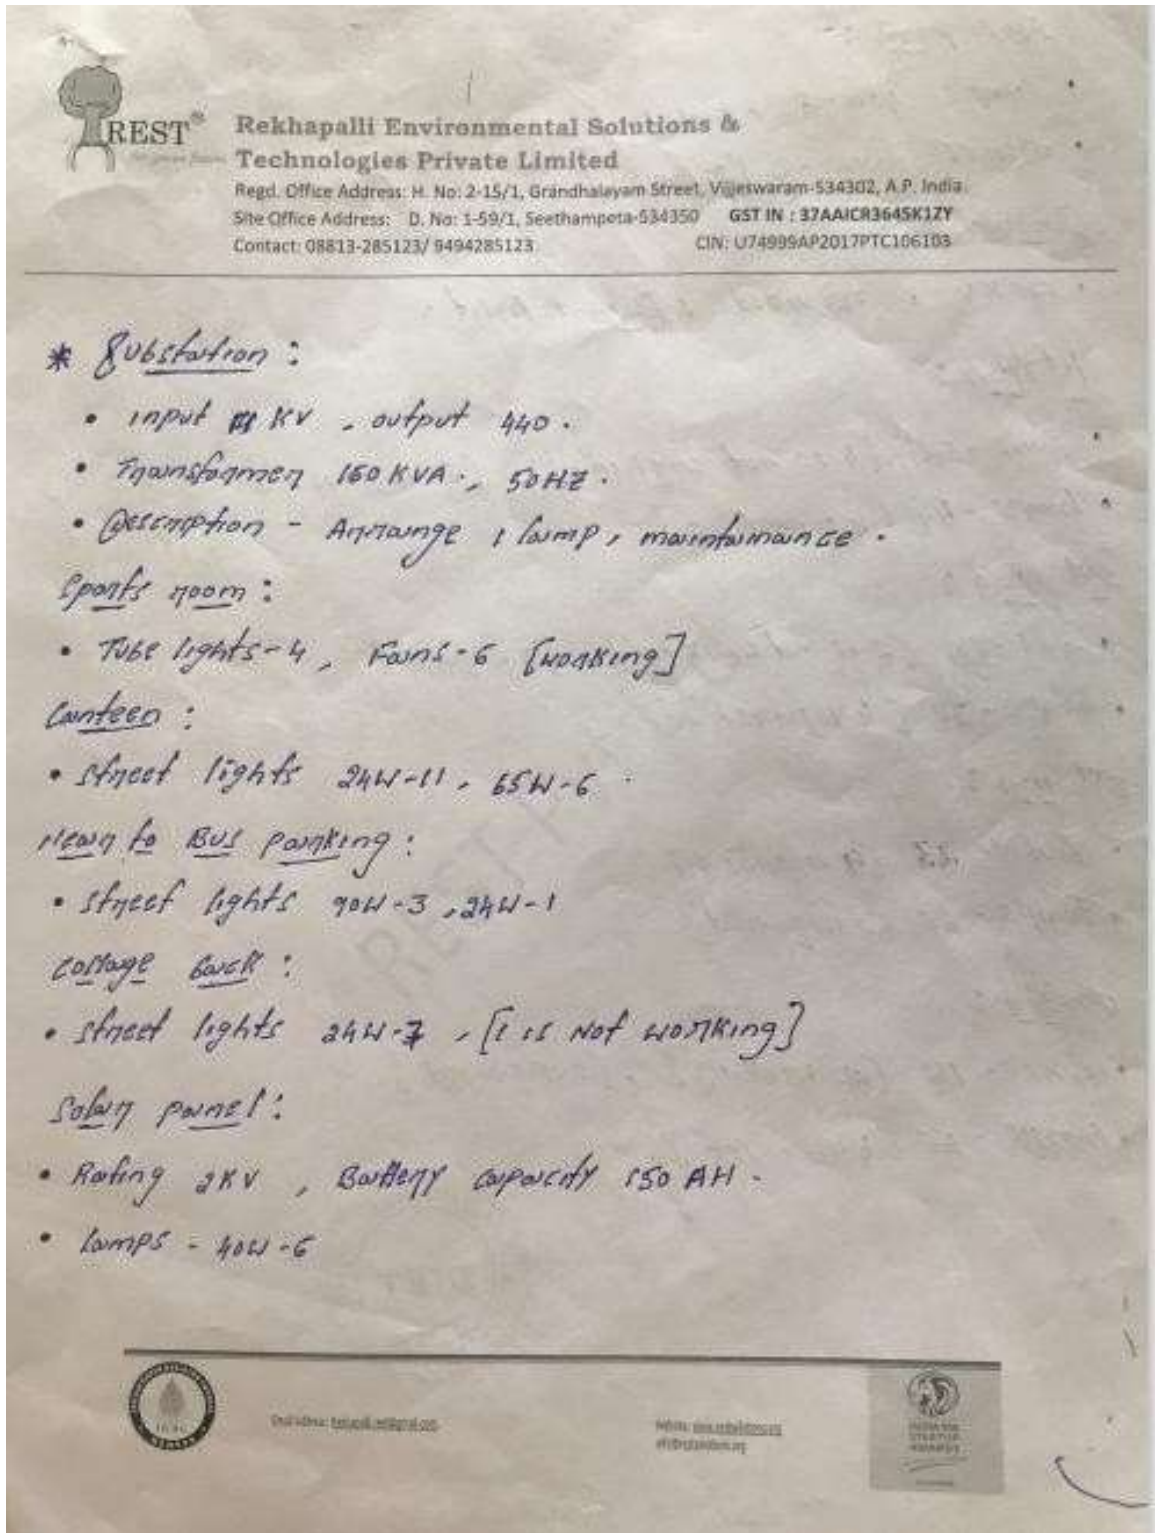 REST®
Rekhapalli Environmental Solutions &
Technologies Private Limited
Regd. Office Address: H. No: 2-15/1, Grandhalayam Street, Vijjeswaram-534302, A.P. India.
Site Office Address: D. No: 1-59/1, Seethampeta-534350 GST IN : 37AAICR3645K1ZY
Contact: 08813-285123/ 9494285123 CIN: U74999AP2017PTC106103
* Substation :
• input 11 KV , output 440 .
• Transformer 160 KVA ., 50HZ .
• Description - Arrange 1 lamp, maintainance .
Sports room :
• Tube lights-4 , Fans-6 [working]
Canteen :
• Street lights 24W-11 , 65W-6
Near to Bus parking :
• Street lights 90W-3 , 24W-1
Collage back :
• Street lights 24W-7 , [1 is Not working]
Solar panel :
• Rating 2KV , Battery capacity 150 AH .
• lamps - 40W-6